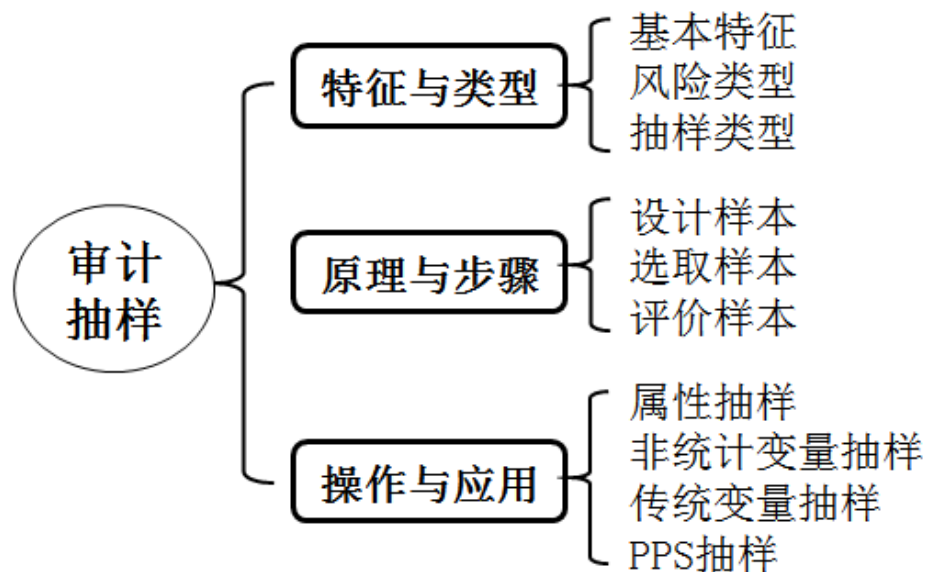 审计
抽样
特征与类型
基本特征
风险类型
抽样类型
原理与步骤
设计样本
选取样本
评价样本
操作与应用
属性抽样
非统计变量抽样
传统变量抽样
PPS抽样